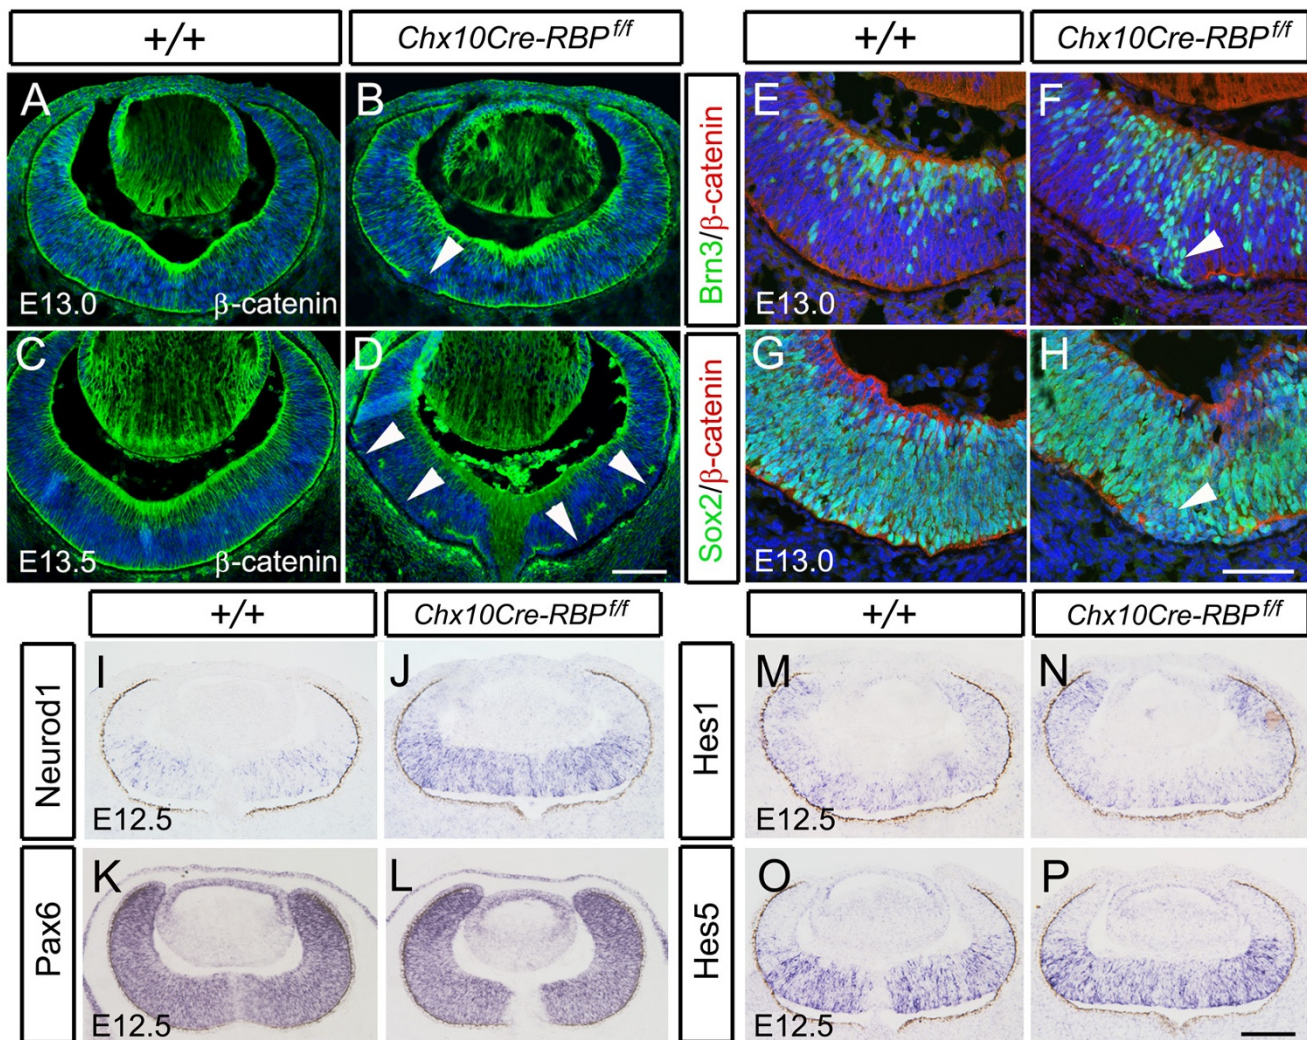 +/+
Chx10Cre-RBP^f/f
+/+
Chx10Cre-RBP^f/f
A
B
E13.0
β-catenin
Brn3/β-catenin
E
F
E13.0
C
D
E13.5
β-catenin
Sox2/β-catenin
G
H
E13.0
+/+
Chx10Cre-RBP^f/f
+/+
Chx10Cre-RBP^f/f
Neurod1
I
J
E12.5
Hes1
M
N
E12.5
Pax6
K
L
E12.5
Hes5
O
P
E12.5